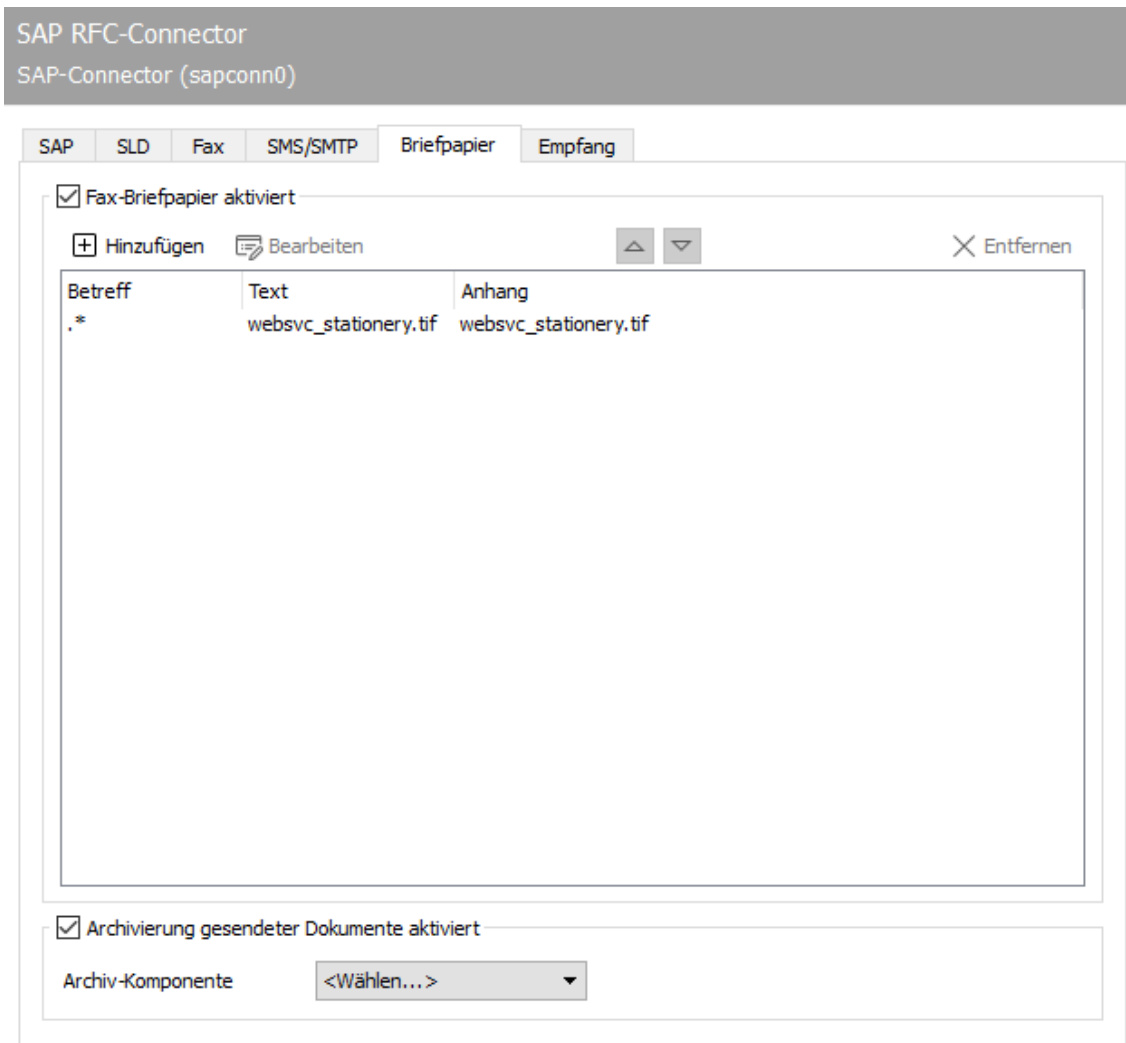 SAP RFC-Connector
SAP-Connector (sapconn0)
SAP SLD Fax SMS/SMTP Briefpapier Empfang
Fax-Briefpapier aktiviert
Hinzufügen Bearbeiten Entfernen
Betreff Text Anhang
.* websvc_stationery.tif websvc_stationery.tif
Archivierung gesendeter Dokumente aktiviert
Archiv-Komponente <Wählen...>